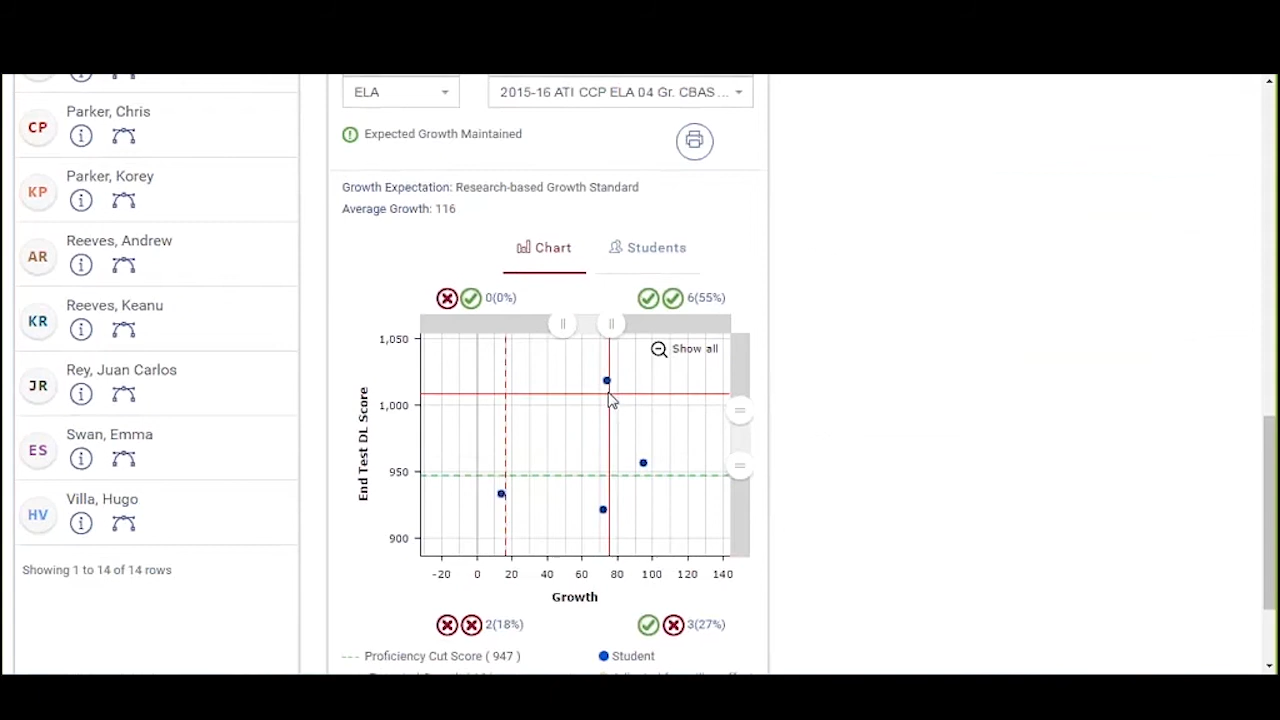 CP
Parker, Chris
KP
Parker, Korey
AR
Reeves, Andrew
KR
Reeves, Keanu
JR
Rey, Juan Carlos
ES
Swan, Emma
HV
Villa, Hugo
Showing 1 to 14 of 14 rows
ELA
2015-16 ATI CCP ELA 04 Gr. CBAS ...
Expected Growth Maintained
Growth Expectation: Research-based Growth Standard
Average Growth: 116
Chart
Students
0(0%)
6(55%)
Show all
End Test DL Score
1,050
1,000
950
900
-20 0 20 40 60 80 100 120 140
Growth
2(18%)
3(27%)
Proficiency Cut Score ( 947 )
Student